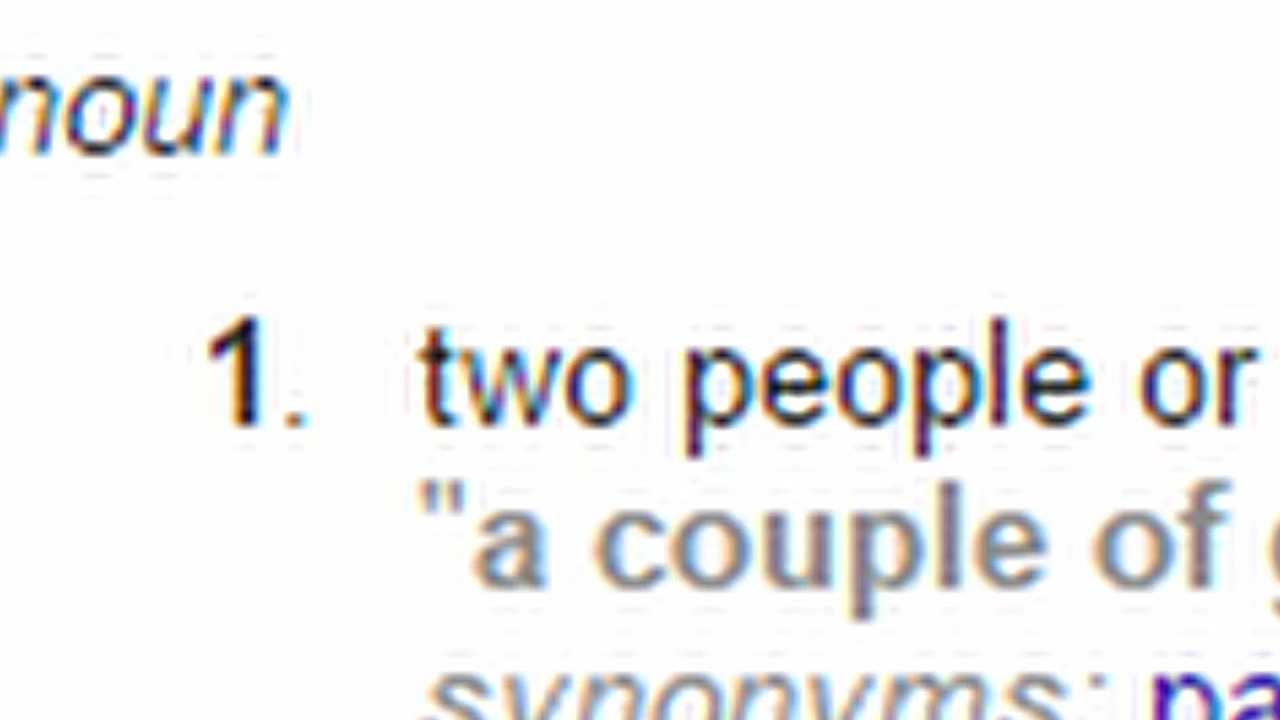 noun
1. two people or
"a couple of
synonyms: